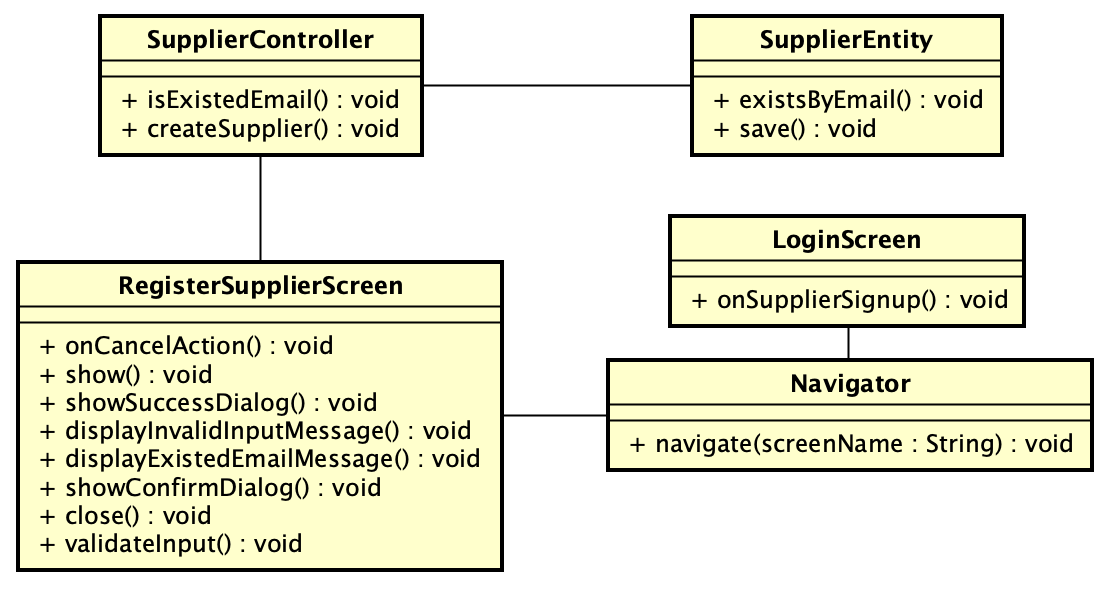 SupplierController
+ isExistedEmail() : void
+ createSupplier() : void
SupplierEntity
+ existsByEmail() : void
+ save() : void
LoginScreen
+ onSupplierSignup() : void
RegisterSupplierScreen
+ onCancelAction() : void
+ show() : void
+ showSuccessDialog() : void
+ displayInvalidInputMessage() : void
+ displayExistedEmailMessage() : void
+ showConfirmDialog() : void
+ close() : void
+ validateInput() : void
Navigator
+ navigate(screenName : String) : void